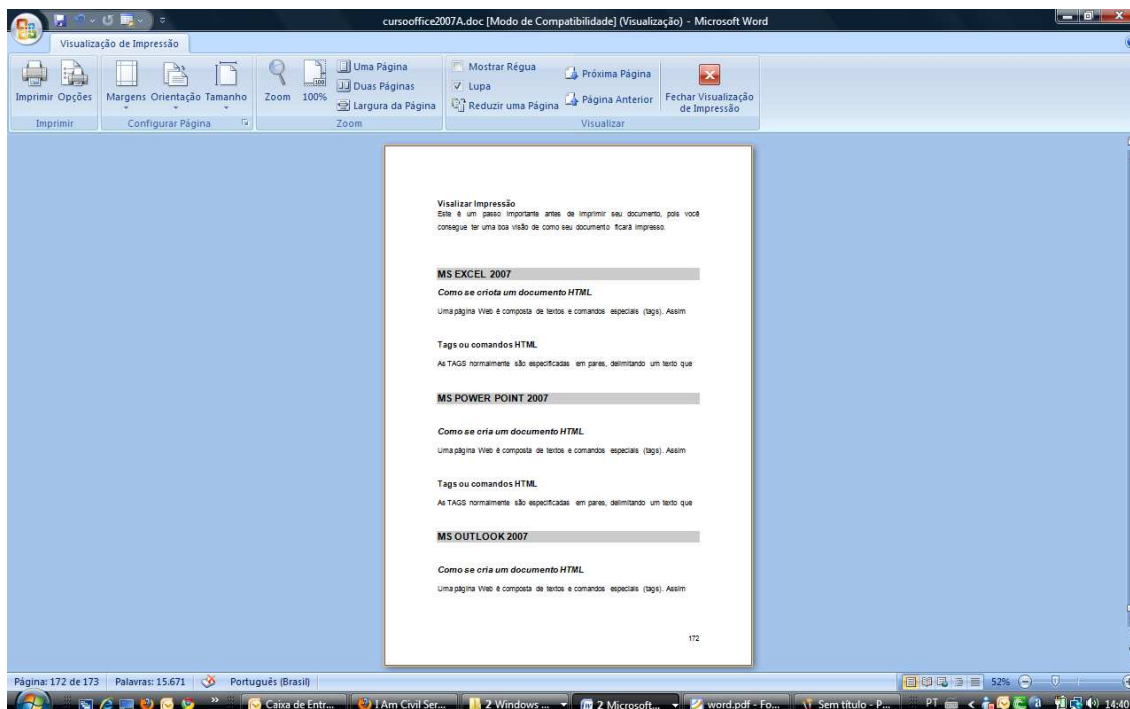 cursooffice2007A.doc [Modo de Compatibilidade] (Visualização) - Microsoft Word
Visualização de Impressão
Imprimir Opções Margens Orientação Tamanho Zoom 100% Uma Página Mostrar Régua Próxima Página
Duas Páginas Lupa
Largura da Página Reduzir uma Página Página Anterior Fechar Visualização de Impressão
Imprimir Configurar Página Zoom Visualizar
Visalizar Impressão
Este é um passo importante antes de imprimir seu documento, pois você
consegue ter uma boa visão de como seu documento ficará impresso.
MS EXCEL 2007
Como se criota um documento HTML
Uma página Web é composta de textos e comandos especiais (tags). Assim
Tags ou comandos HTML
As TAGS normalmente são especificadas em pares, delimitando um texto que
MS POWER POINT 2007
Como se cria um documento HTML
Uma página Web é composta de textos e comandos especiais (tags). Assim
Tags ou comandos HTML
As TAGS normalmente são especificadas em pares, delimitando um texto que
MS OUTLOOK 2007
Como se cria um documento HTML
Uma página Web é composta de textos e comandos especiais (tags). Assim
172
Página: 172 de 173 Palavras: 15.671 Português (Brasil) 52%
Caixa de Entr... I Am Civil Ser... 2 Windows ... 2 Microsoft... word.pdf - Fo... Sem título - P... PT 14:40